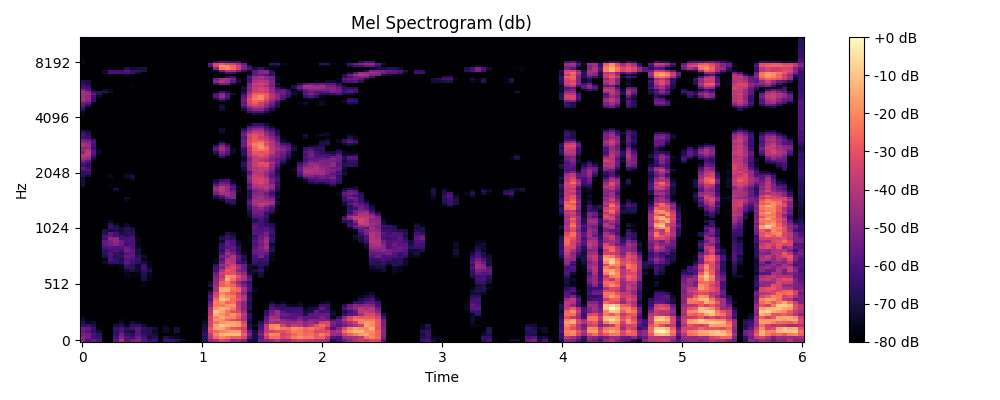 Mel Spectrogram (db)
8192
4096
2048
1024
512
0
Hz
0 1 2 3 4 5 6
Time
+0 dB
-10 dB
-20 dB
-30 dB
-40 dB
-50 dB
-60 dB
-70 dB
-80 dB